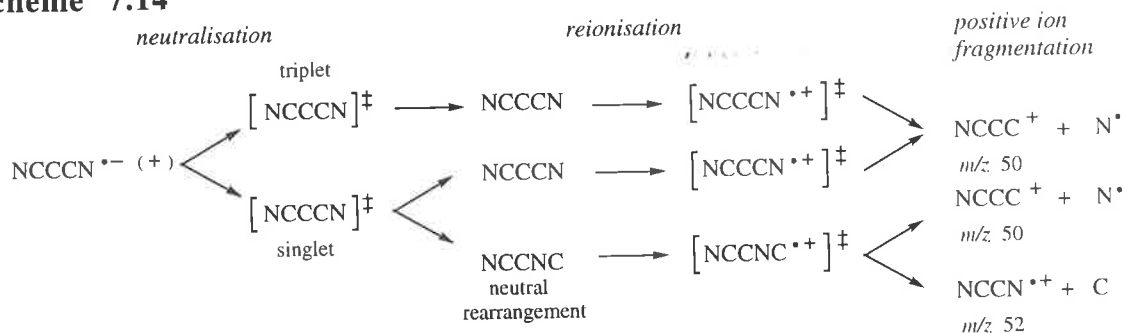 cheme 7.14
neutralisation
reionisation
positive ion
fragmentation
triplet
[NCCCN]‡
NCCCN
[NCCCN •+]‡
NCCC + + N•
m/z 50
NCCCN •− (+)
NCCCN
[NCCCN •+]‡
NCCC + + N•
m/z 50
[NCCCN]‡
singlet
NCCNC
neutral
rearrangement
[NCCNC •+]‡
NCCN •+ + C
m/z 52